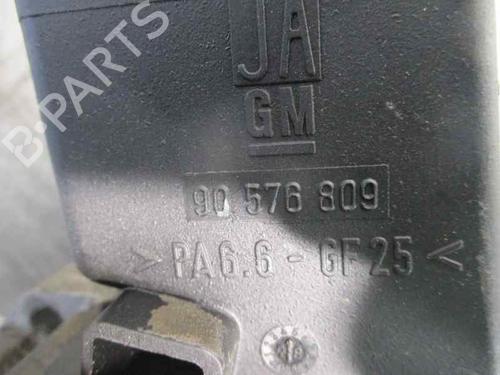 JA
GM
90 576 809
> PA6.6 - GF25 <
B-PARTS